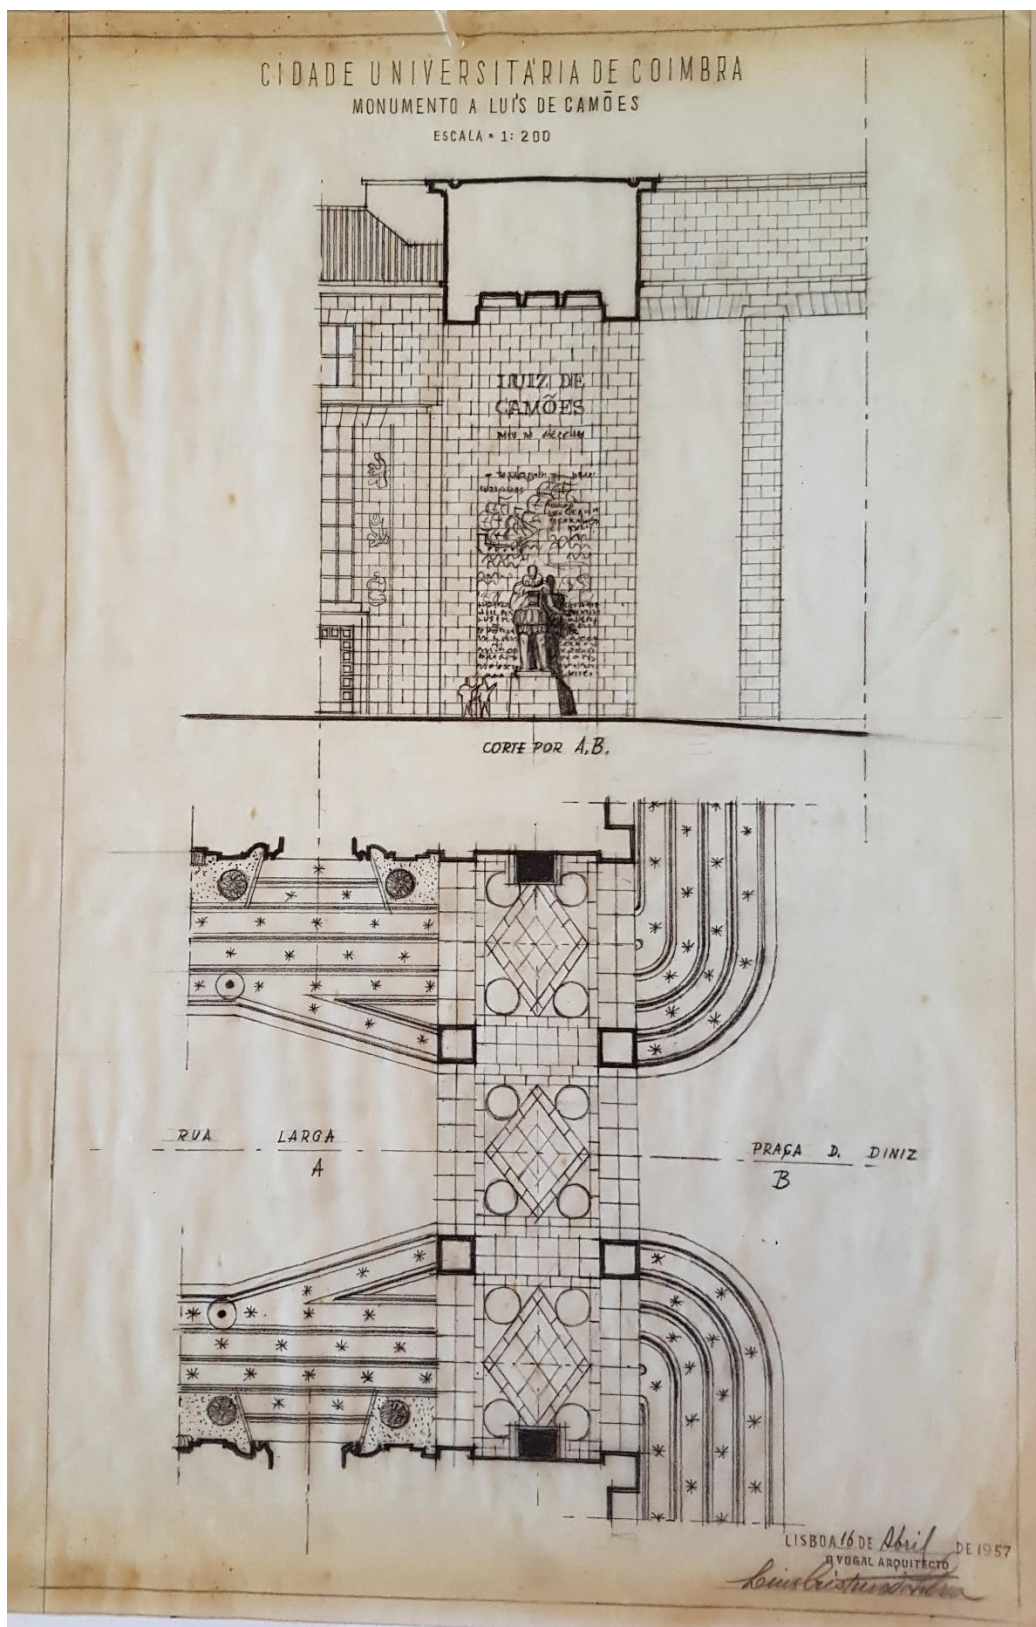 CIDADE UNIVERSITÁRIA DE COIMBRA
MONUMENTO A LUÍS DE CAMÕES
ESCALA = 1:200
LUIZ DE
CAMÕES
CORTE POR A.B.
RUA LARGA
A
PRAÇA D. DINIZ
B
LISBOA 16 DE Abril DE 1957
O VOGAL ARQUITECTO